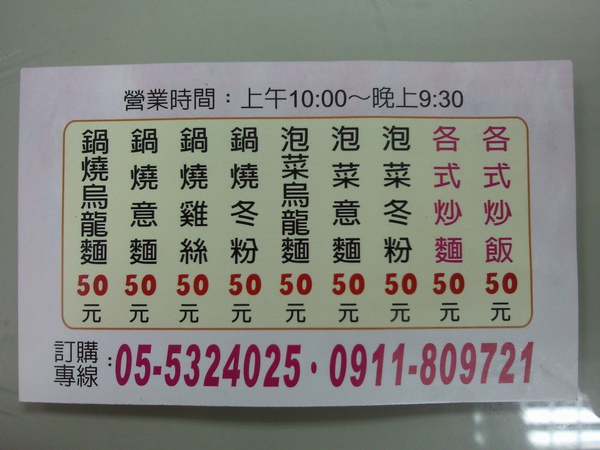 營業時間：上午10:00～晚上9:30
鍋燒烏龍麵 50元
鍋燒意麵 50元
鍋燒雞絲 50元
鍋燒冬粉 50元
泡菜烏龍麵 50元
泡菜意麵 50元
泡菜冬粉 50元
各式炒麵 50元
各式炒飯 50元
訂購專線：05-5324025・0911-809721